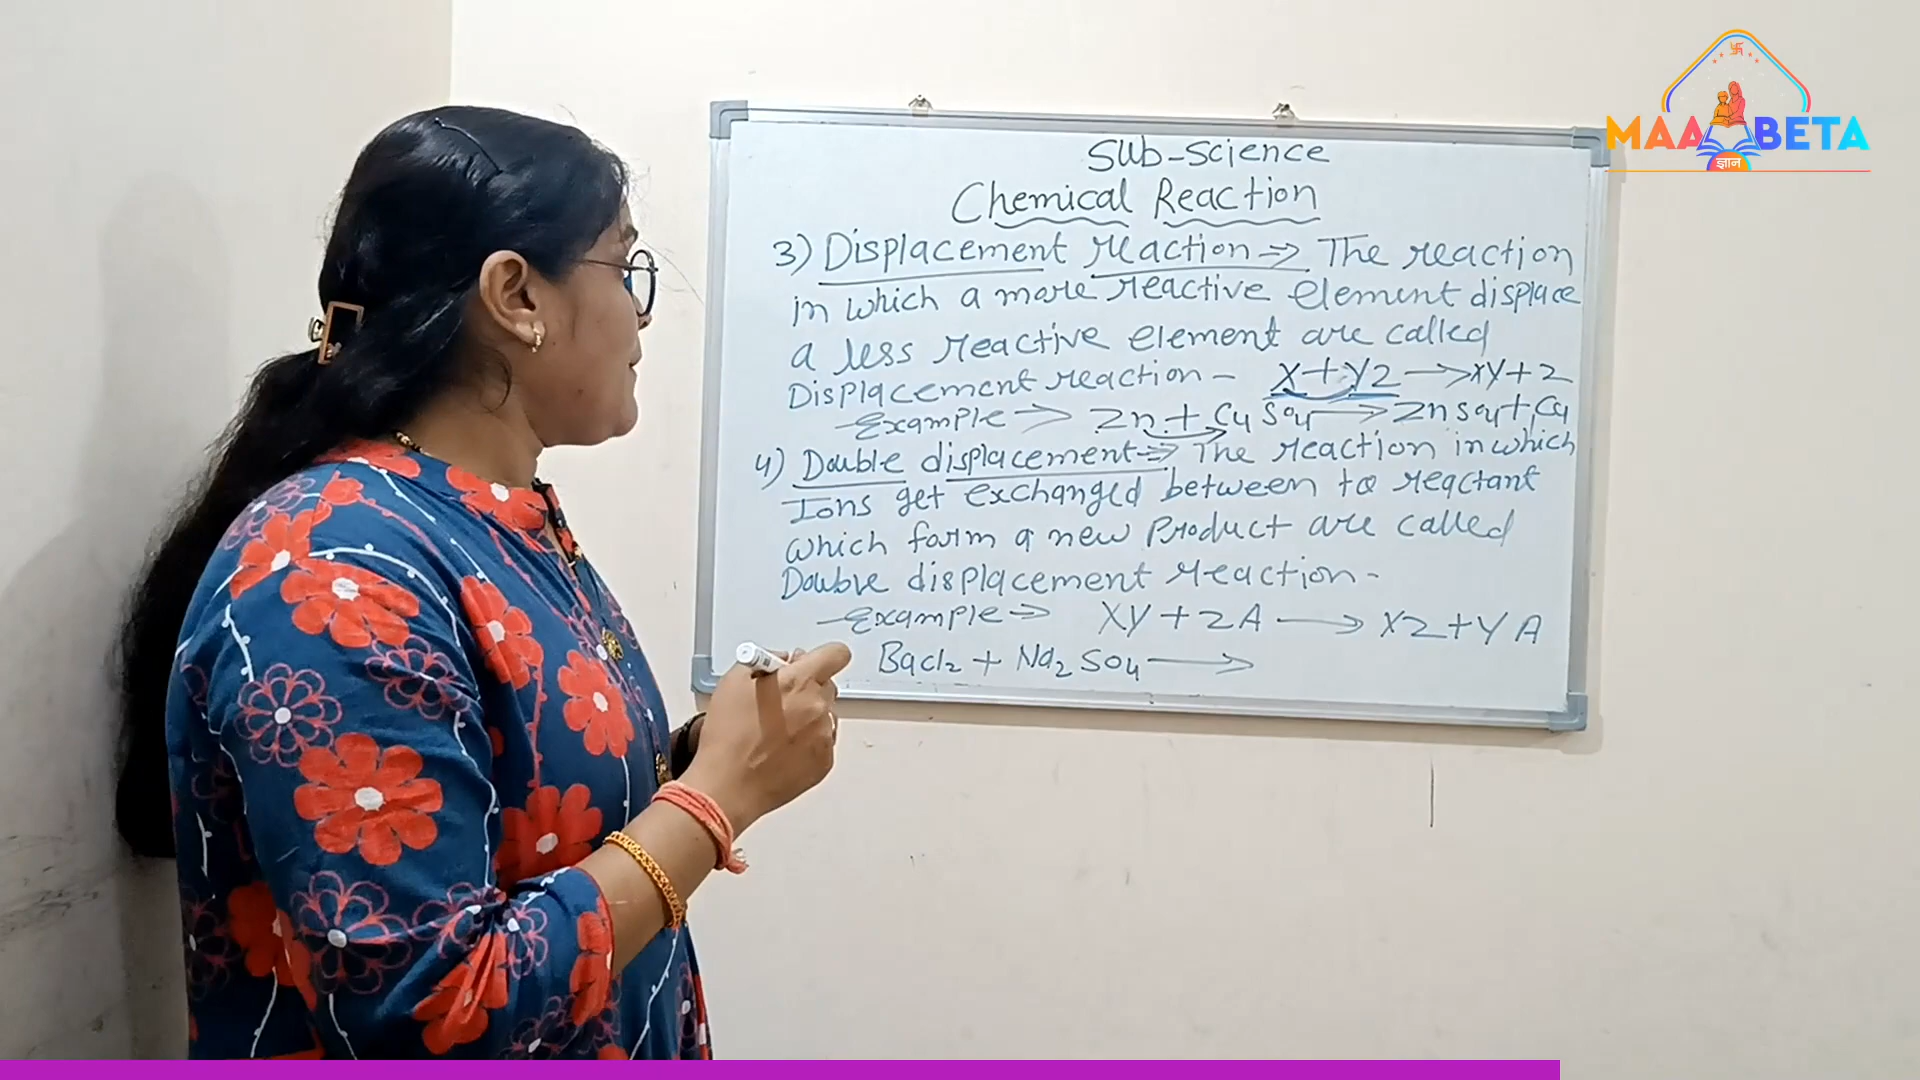 Sub-Science
Chemical Reaction
3) Displacement reaction => The reaction
in which a more reactive element displace
a less reactive element are called
Displacement reaction - X+YZ → XY+Z
Example → Zn + CuSO4 → ZnSO4+Cu
4) Double displacement => The reaction in which
Ions get exchanged between to reactant
which form a new Product are called
Double displacement reaction -
Example => XY + ZA → XZ+YA
BaCl2 + Na2SO4 →
MAA BETA
ज्ञान